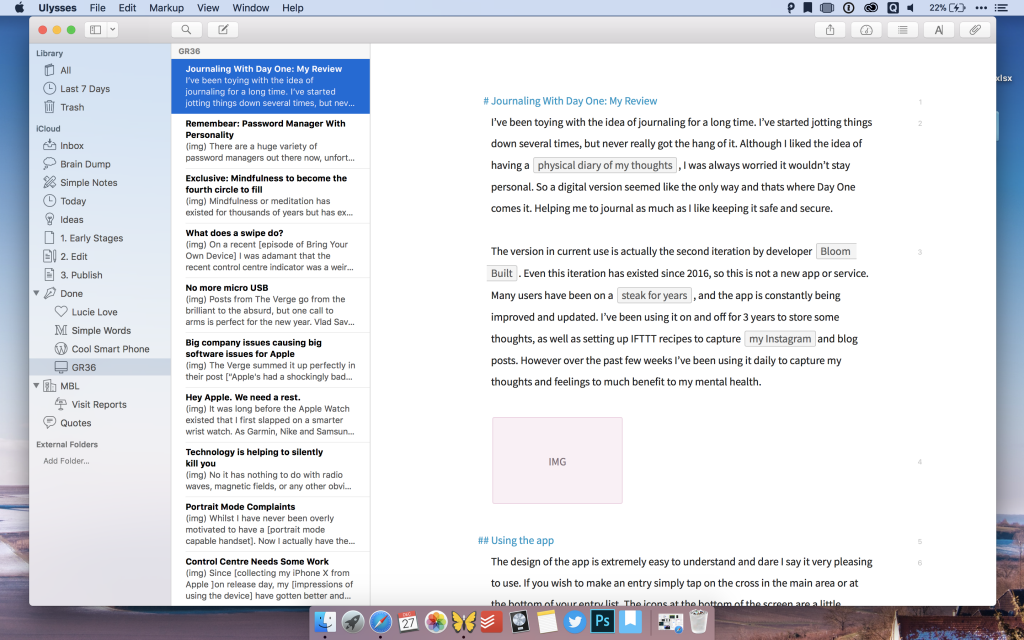 Ulysses File Edit Markup View Window Help
22%
Library
All
Last 7 Days
Trash
iCloud
Inbox
Brain Dump
Simple Notes
Today
Ideas
1. Early Stages
2. Edit
3. Publish
Done
Lucie Love
Simple Words
Cool Smart Phone
GR36
MBL
Visit Reports
Quotes
External Folders
Add Folder...
GR36
Journaling With Day One: My Review
I've been toying with the idea of
journaling for a long time. I've started
jotting things down several times, but nev...
Remembear: Password Manager With
Personality
(img) There are a huge variety of
password managers out there now, unfort...
Exclusive: Mindfulness to become the
fourth circle to fill
(img) Mindfulness or meditation has
existed for thousands of years but has ex...
What does a swipe do?
(img) On a recent [episode of Bring Your
Own Device] I was adamant that the
recent control centre indicator was a weir...
No more micro USB
(img) Posts from The Verge go from the
brilliant to the absurd, but one call to
arms is perfect for the new year. Vlad Sav...
Big company issues causing big
software issues for Apple
(img) The Verge summed it up perfectly in
their post ["Apple's had a shockingly bad...
Hey Apple. We need a rest.
(img) It was long before the Apple Watch
existed that I first slapped on a smarter
wrist watch. As Garmin, Nike and Samsun...
Technology is helping to silently
kill you
(img) No it has nothing to do with radio
waves, magnetic fields, or any other obvi...
Portrait Mode Complaints
(img) Whilst I have never been overly
motivated to have a [portrait mode
capable handset]. Now I actually have the...
Control Centre Needs Some Work
(img) Since [collecting my iPhone X from
Apple ]on release day, my [impressions of
using the device] have gotten better and...
# Journaling With Day One: My Review 1
I've been toying with the idea of journaling for a long time. I've started jotting things 2
down several times, but never really got the hang of it. Although I liked the idea of
having a physical diary of my thoughts , I was always worried it wouldn't stay
personal. So a digital version seemed like the only way and thats where Day One
comes it. Helping me to journal as much as I like keeping it safe and secure.
The version in current use is actually the second iteration by developer Bloom 3
Built . Even this iteration has existed since 2016, so this is not a new app or service.
Many users have been on a steak for years , and the app is constantly being
improved and updated. I've been using it on and off for 3 years to store some
thoughts, as well as setting up IFTTT recipes to capture my Instagram and blog
posts. However over the past few weeks I've been using it daily to capture my
thoughts and feelings to much benefit to my mental health.
IMG 4
## Using the app 5
The design of the app is extremely easy to understand and dare I say it very pleasing 6
to use. If you wish to make an entry simply tap on the cross in the main area or at
the bottom of your entry list. The icons at the bottom of the screen are a little
xlsx
27
Ps